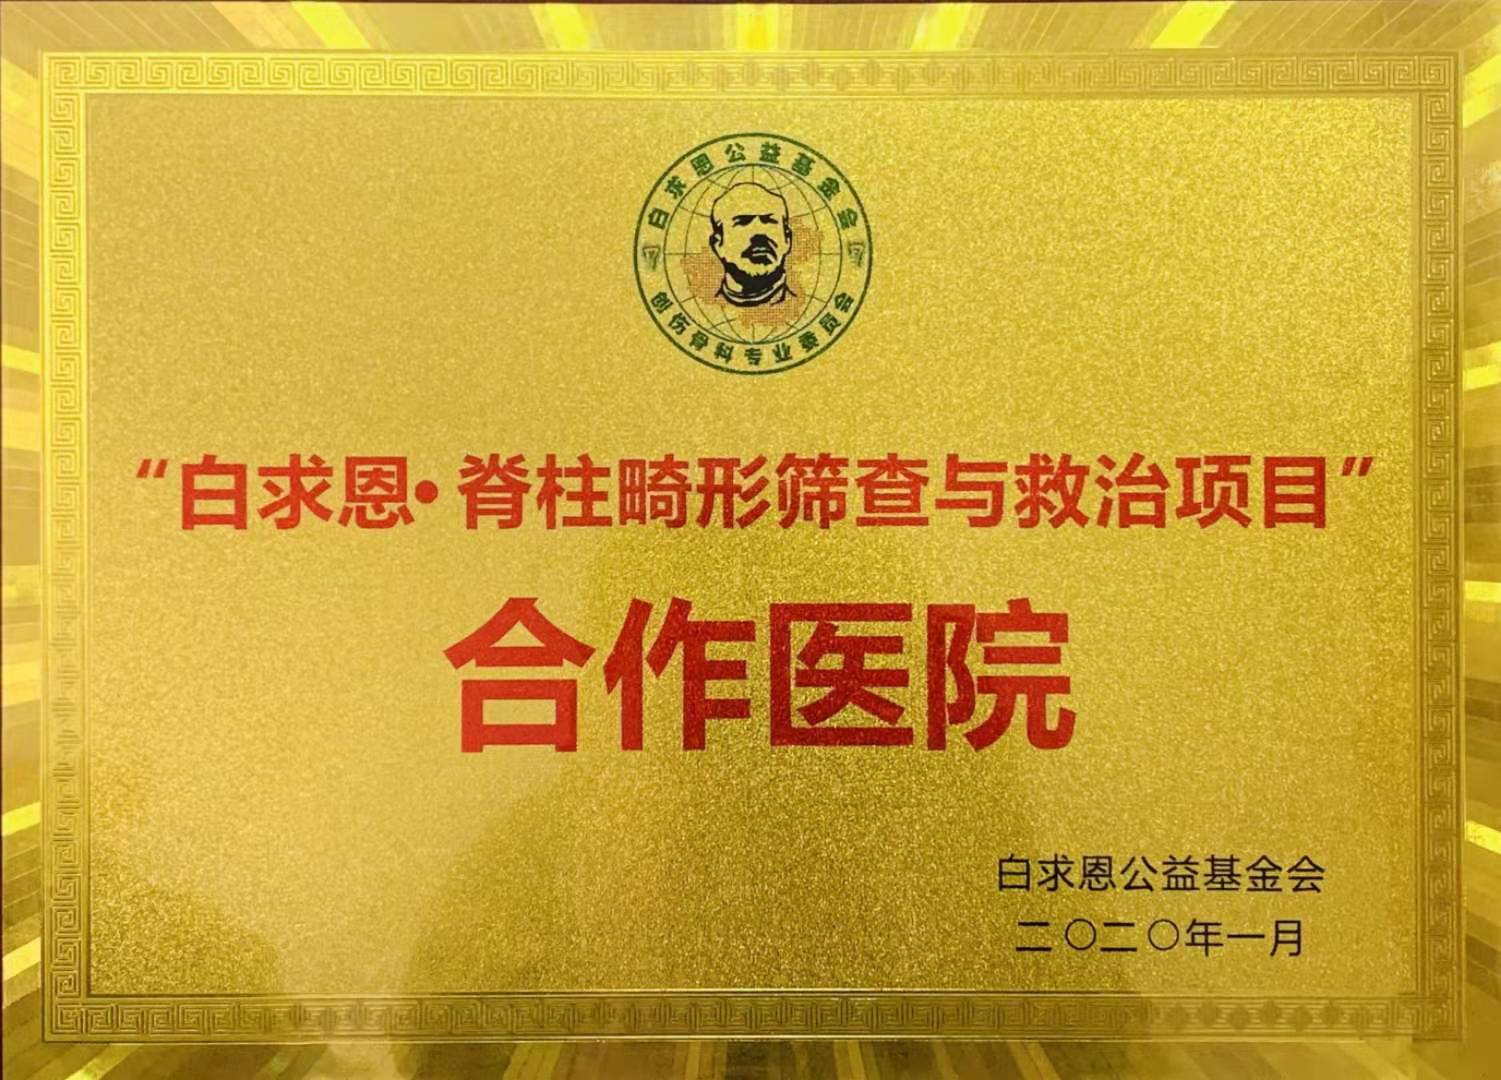 白求恩公益基金会
创伤骨科专业委员会
“白求恩·脊柱畸形筛查与救治项目”
合作医院
白求恩公益基金会
二〇二〇年一月